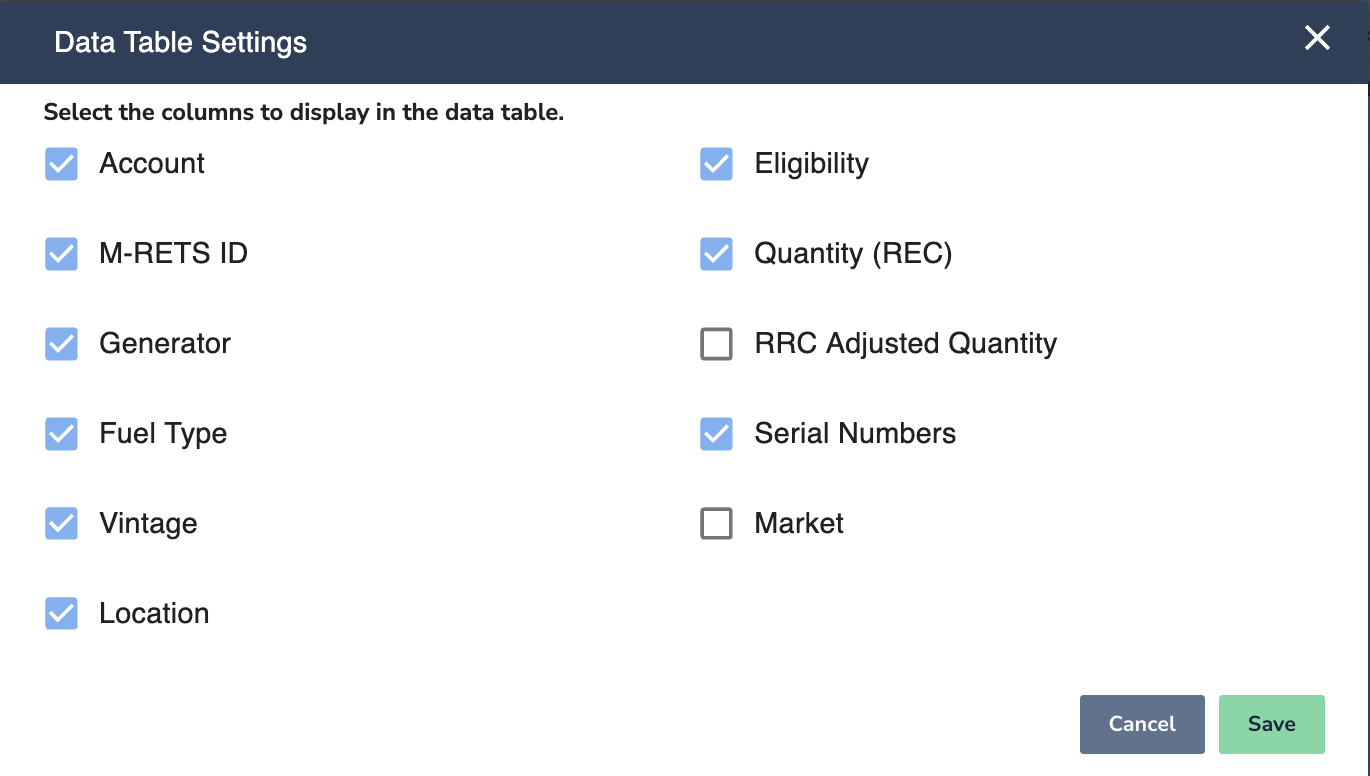 Data Table Settings
Select the columns to display in the data table.
Account
M-RETS ID
Generator
Fuel Type
Vintage
Location
Eligibility
Quantity (REC)
RRC Adjusted Quantity
Serial Numbers
Market
Cancel
Save